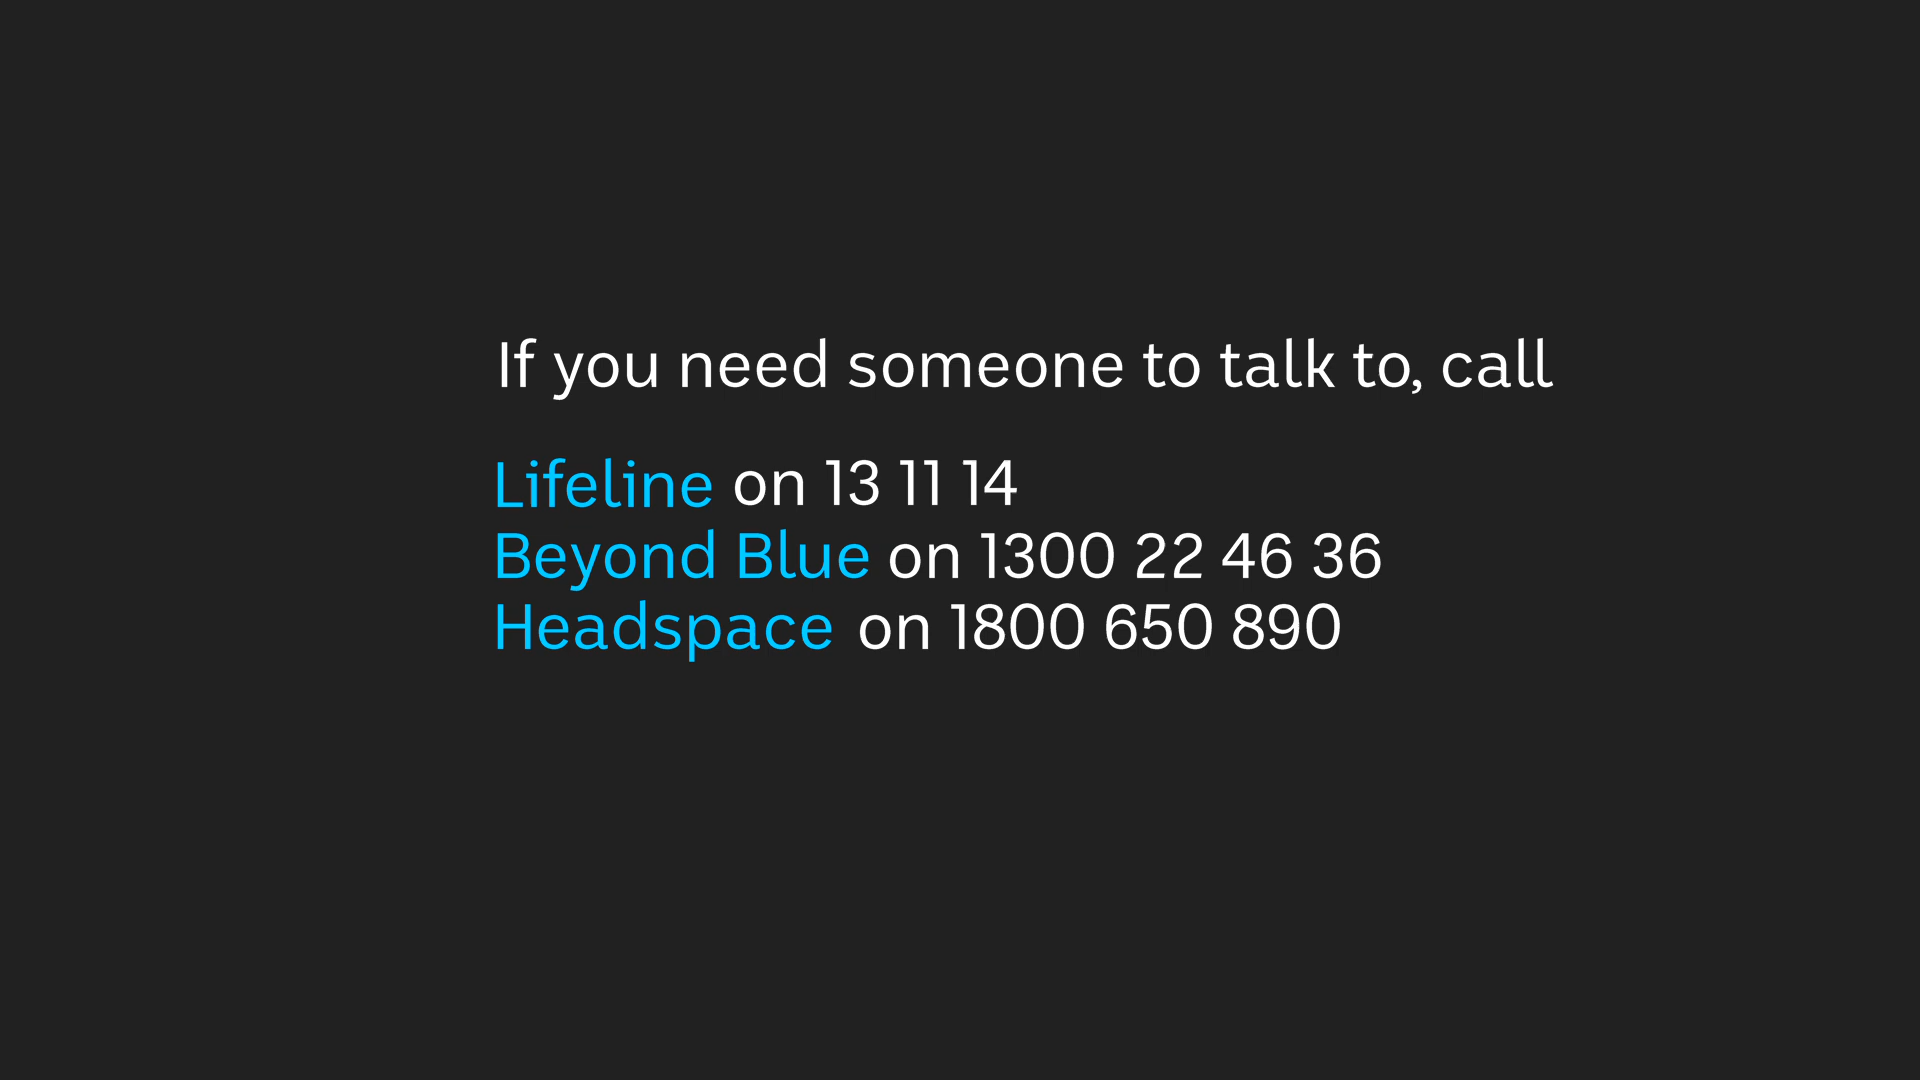 If you need someone to talk to, call
Lifeline on 13 11 14
Beyond Blue on 1300 22 46 36
Headspace on 1800 650 890